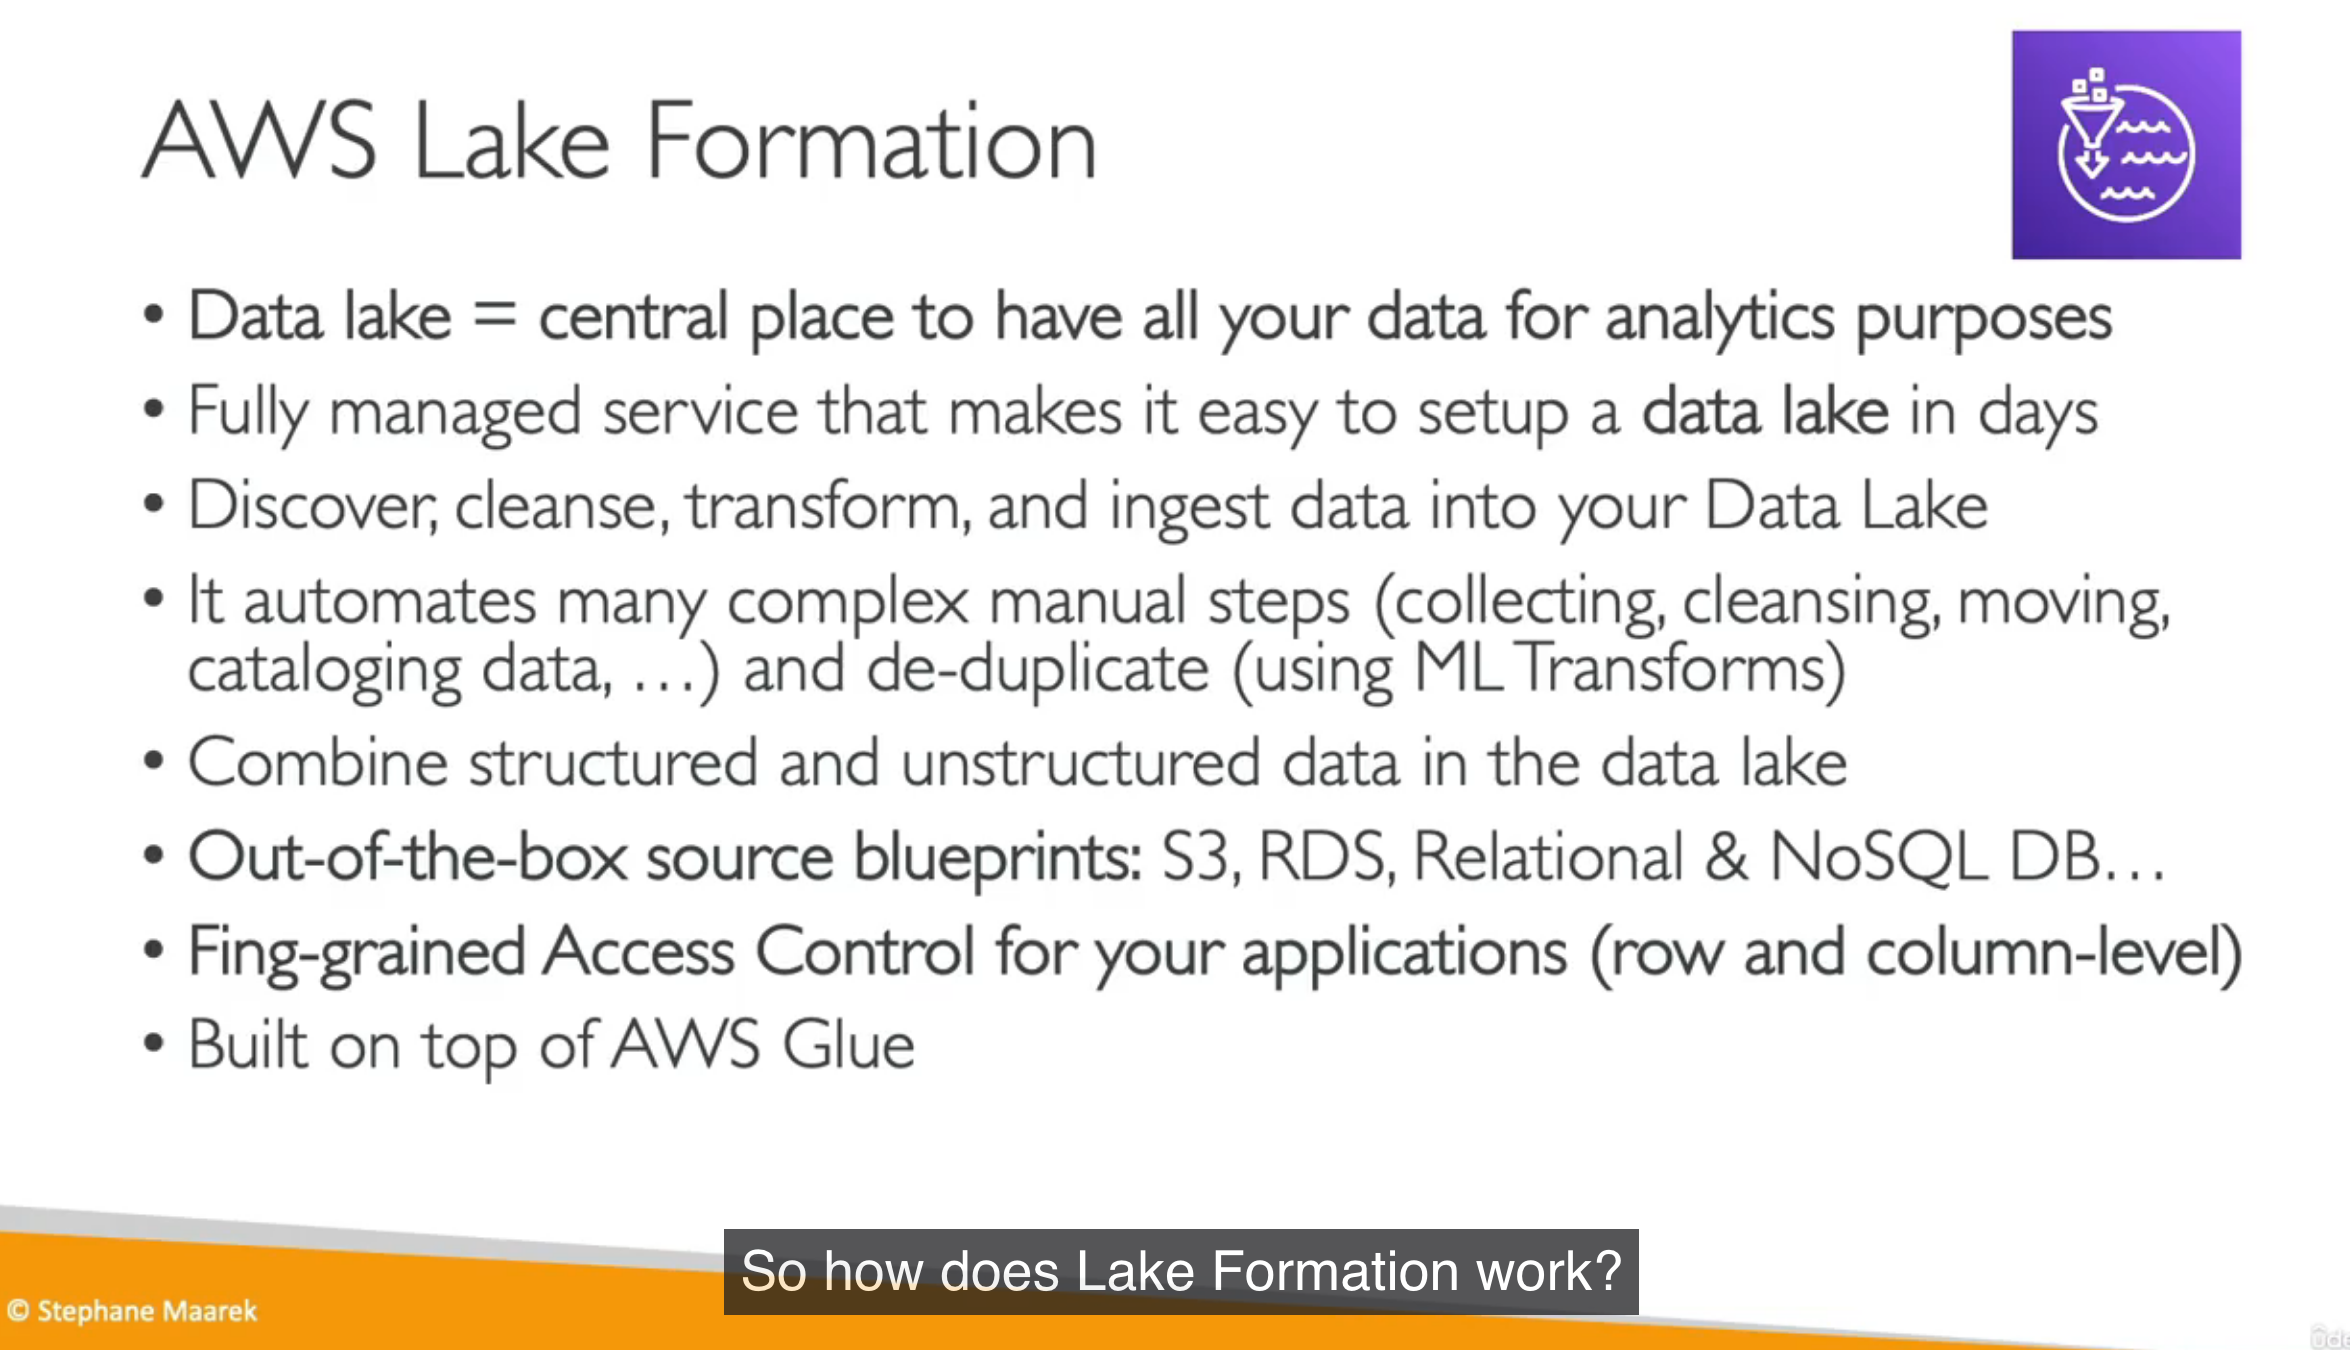 AWS Lake Formation
• Data lake = central place to have all your data for analytics purposes
• Fully managed service that makes it easy to setup a data lake in days
• Discover, cleanse, transform, and ingest data into your Data Lake
• It automates many complex manual steps (collecting, cleansing, moving,
cataloging data, …) and de-duplicate (using ML Transforms)
• Combine structured and unstructured data in the data lake
• Out-of-the-box source blueprints: S3, RDS, Relational & NoSQL DB…
• Fing-grained Access Control for your applications (row and column-level)
• Built on top of AWS Glue
So how does Lake Formation work?
© Stephane Maarek